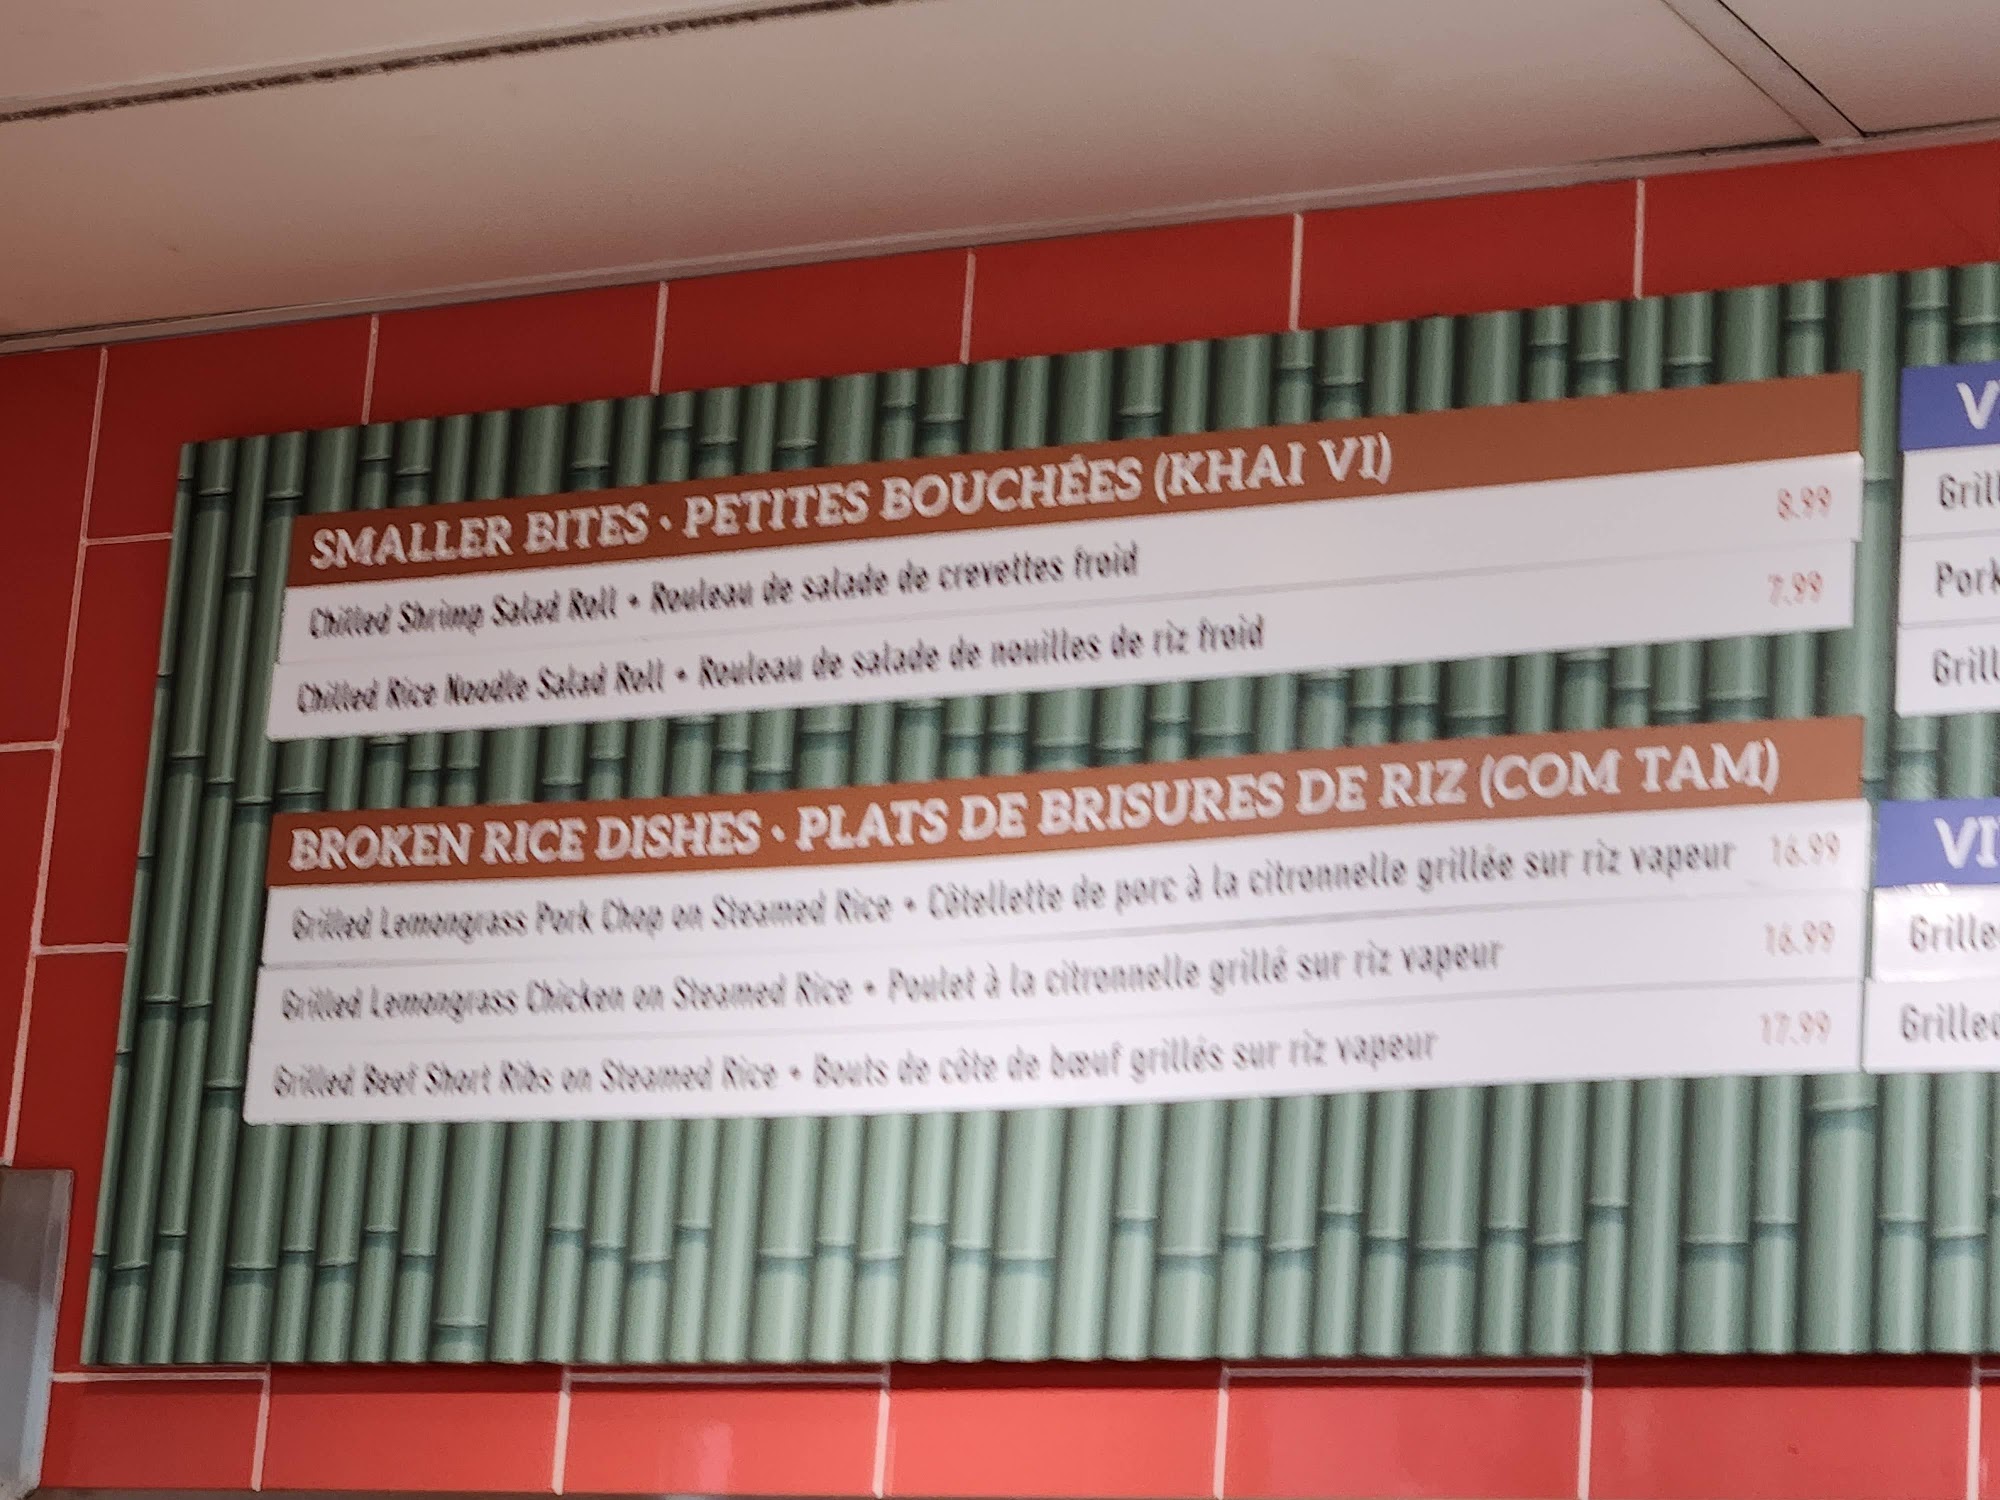 SMALLER BITES · PETITES BOUCHÉES (KHAI VI)
Chilled Shrimp Salad Roll • Rouleau de salade de crevettes froid 8.99
Chilled Rice Noodle Salad Roll • Rouleau de salade de nouilles de riz froid 7.99
BROKEN RICE DISHES · PLATS DE BRISURES DE RIZ (COM TAM)
Grilled Lemongrass Pork Chop on Steamed Rice • Côtellette de porc à la citronnelle grillée sur riz vapeur 16.99
Grilled Lemongrass Chicken on Steamed Rice • Poulet à la citronnelle grillé sur riz vapeur 16.99
Grilled Beef Short Ribs on Steamed Rice • Bouts de côte de bœuf grillés sur riz vapeur 17.99
Pork